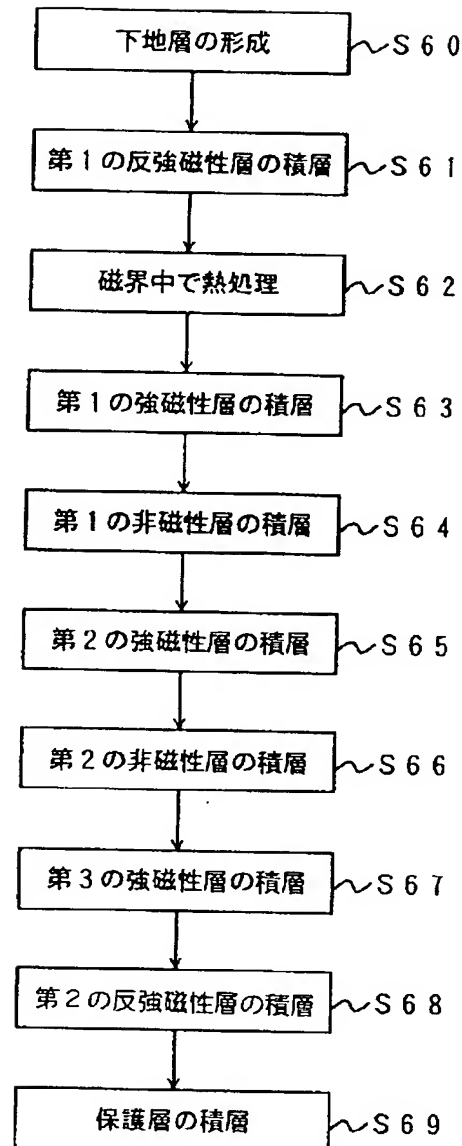 下地層の形成 S60
第1の反強磁性層の積層 S61
磁界中で熱処理 S62
第1の強磁性層の積層 S63
第1の非磁性層の積層 S64
第2の強磁性層の積層 S65
第2の非磁性層の積層 S66
第3の強磁性層の積層 S67
第2の反強磁性層の積層 S68
保護層の積層 S69